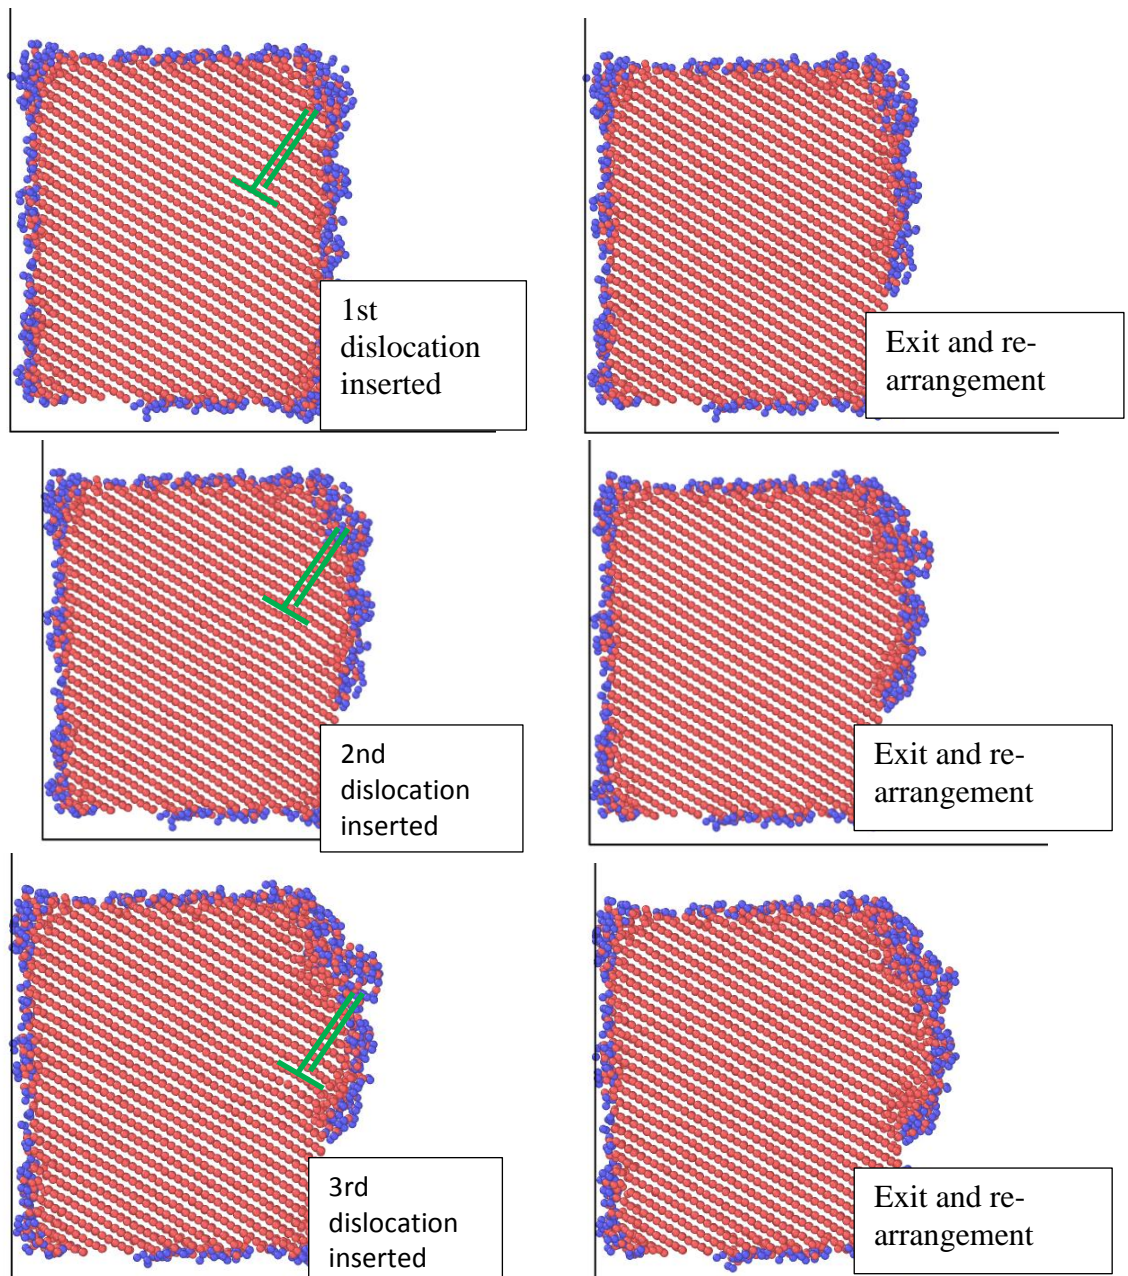 1st
dislocation
inserted
Exit and re-
arrangement
2nd
dislocation
inserted
Exit and re-
arrangement
3rd
dislocation
inserted
Exit and re-
arrangement